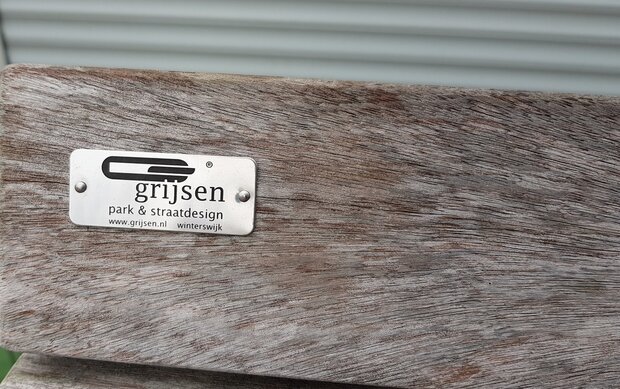 ®
grijsen
park & straatdesign
www.grijsen.nl winterswijk